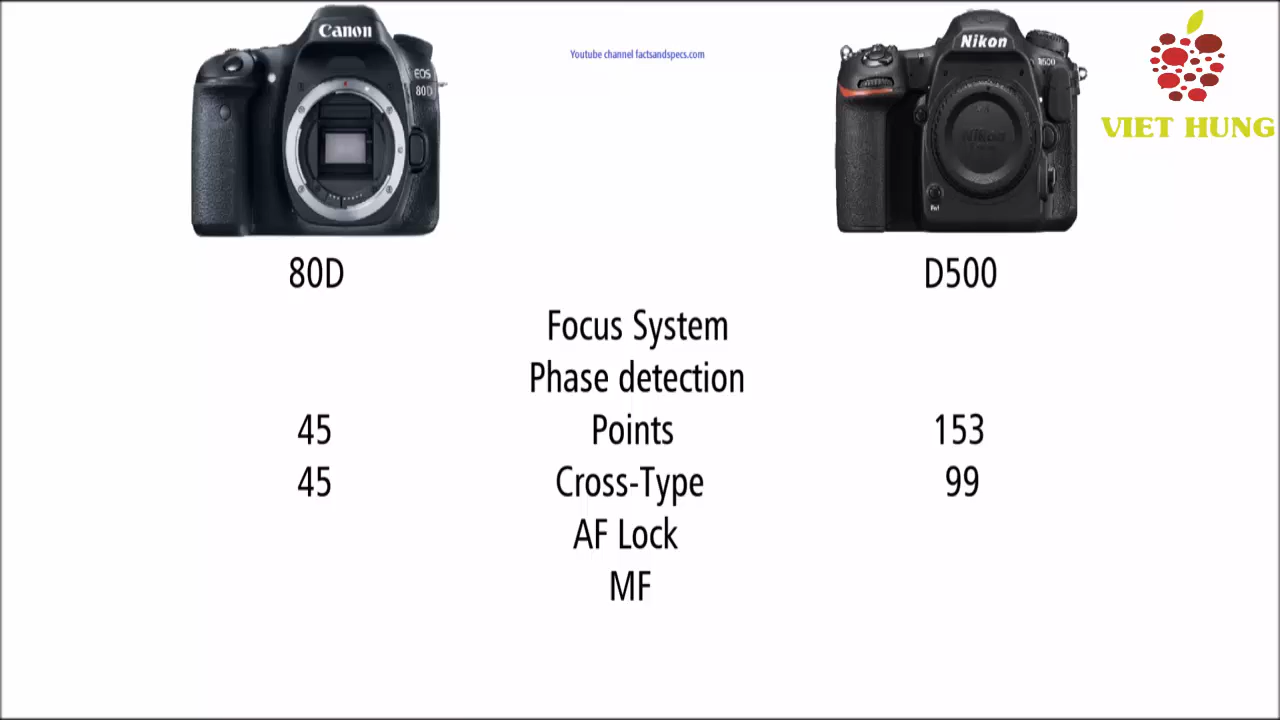 Canon
EOS
80D
Youtube channel factsandspecs.com
Nikon
D500
Nikon
VIET HUNG
80D
D500
Focus System
Phase detection
45 Points 153
45 Cross-Type 99
AF Lock
MF